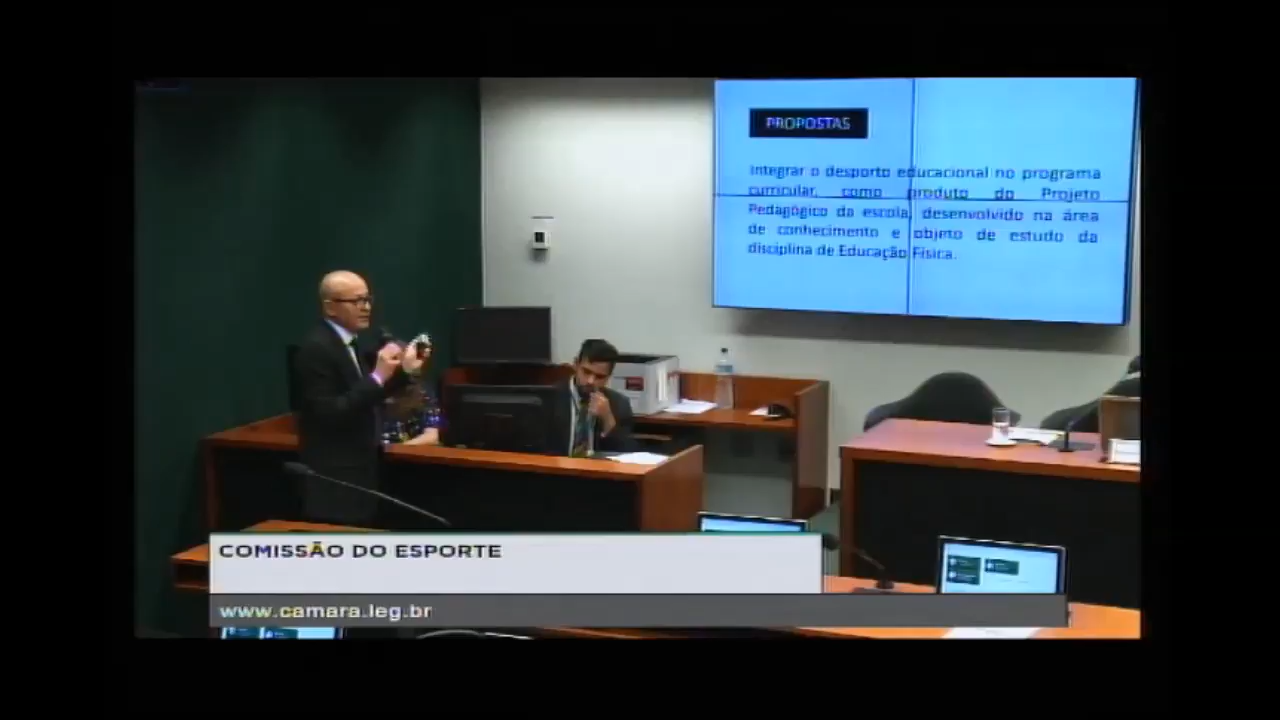 PROPOSTAS
Integrar o desporto educacional no programa
curricular, como produto do Projeto
Pedagógico da escola, desenvolvido na área
de conhecimento e objeto de estudo da
disciplina de Educação Física.
COMISSÃO DO ESPORTE
www.camara.leg.br